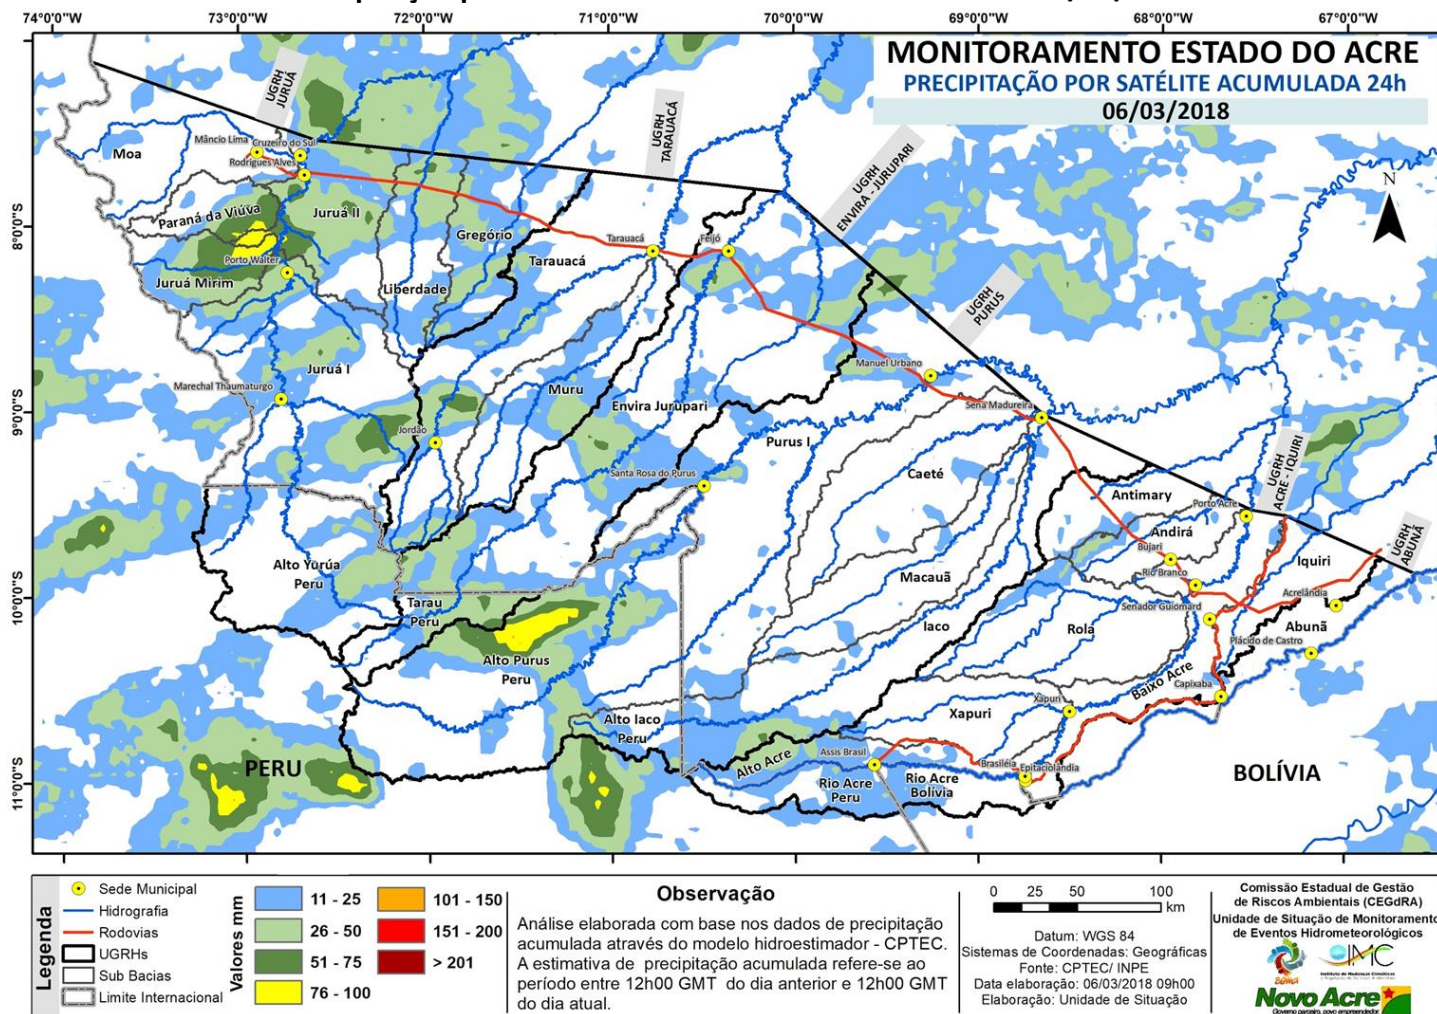 74°00'0"W 73°00'0"W 72°00'0"W 71°00'0"W 70°00'0"W 69°00'0"W 68°00'0"W 67°00'0"W
MONITORAMENTO ESTADO DO ACRE
PRECIPITAÇÃO POR SATÉLITE ACUMULADA 24h
06/03/2018
N
8°0'0"S
9°0'0"S
10°0'0"S
11°0'0"S
UGRH
JURUÁ
UGRH
TARAUACÁ
UGRH
ENVIRA - JURUPARI
UGRH
PURUS
UGRH
ACRE - IQUIRI
UGRH
ABUNÃ
Mâncio Lima
Cruzeiro do Sul
Rodrigues Alves
Moa
Paraná da Viúva
Juruá II
Gregório
Tarauacá
Tarauacá
Feijó
Porto Walter
Juruá Mirim
Liberdade
Juruá I
Marechal Thaumaturgo
Jordão
Muru
Envira Jurupari
Manuel Urbano
Sena Madureira
Purus I
Santa Rosa do Purus
Caeté
Antimary
Porto Acre
Andirá
Bujari
Rio Branco
Iquiri
Acrelândia
Senador Guiomard
Abunã
Plácido de Castro
Alto Yurúa
Peru
Tarau
Peru
Macauã
Iaco
Rola
Alto Purus
Peru
Baixo Acre
Capixaba
Xapuri
Xapuri
Alto Iaco
Peru
Alto Acre
Assis Brasil
Brasiléia
Epitaciolândia
Rio Acre
Peru
Rio Acre
Bolívia
PERU
BOLÍVIA
Legenda
Sede Municipal
Hidrografia
Rodovias
UGRHs
Sub Bacias
Limite Internacional
Valores mm
11 - 25
26 - 50
51 - 75
76 - 100
101 - 150
151 - 200
> 201
Observação
Análise elaborada com base nos dados de precipitação
acumulada através do modelo hidroestimador - CPTEC.
A estimativa de precipitação acumulada refere-se ao
período entre 12h00 GMT do dia anterior e 12h00 GMT
do dia atual.
0 25 50 100
km
Datum: WGS 84
Sistemas de Coordenadas: Geográficas
Fonte: CPTEC/ INPE
Data elaboração: 06/03/2018 09h00
Elaboração: Unidade de Situação
Comissão Estadual de Gestão
de Riscos Ambientais (CEGdRA)
Unidade de Situação de Monitoramento
de Eventos Hidrometeorológicos
IMC
Novo Acre
Governo parceiro, povo empreendedor.